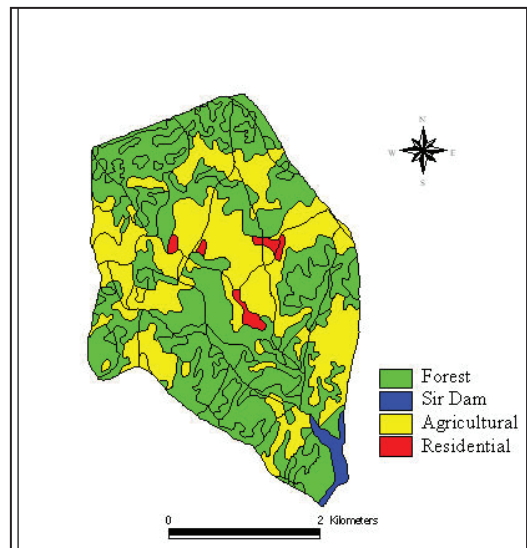 N
W E
S
Forest
Sir Dam
Agricultural
Residential
0 2 Kilometers